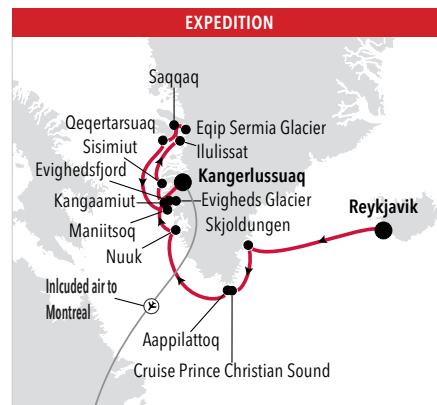 EXPEDITION
Saqqaq
Qeqertarsuaq
Eqip Sermia Glacier
Sisimiut
Ilulissat
Evighedsfjord
Kangerlussuaq
Kangaamiut
Evigheds Glacier
Maniitsoq
Skjoldungen
Reykjavik
Nuuk
Inlcuded air to
Montreal
Aappilattoq
Cruise Prince Christian Sound